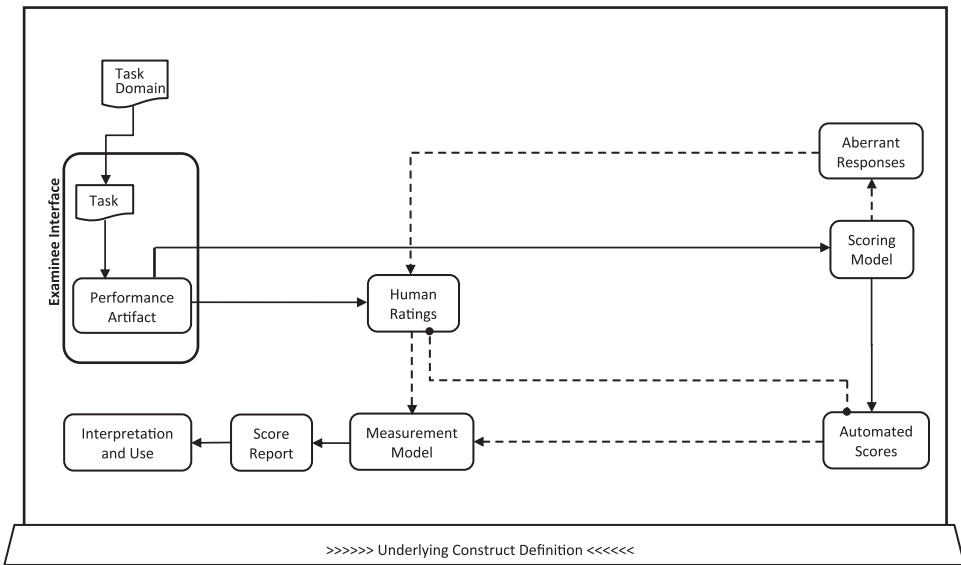 Task
Domain
Examinee Interface
Task
Performance
Artifact
Aberrant
Responses
Scoring
Model
Human
Ratings
Interpretation
and Use
Score
Report
Measurement
Model
Automated
Scores
>>>>>> Underlying Construct Definition <<<<<<